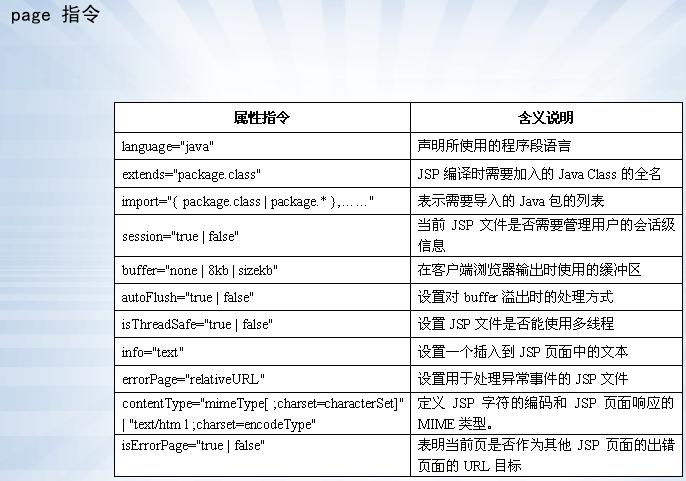 page 指令
属性指令 含义说明
language="java" 声明所使用的程序段语言
extends="package.class" JSP 编译时需要加入的 Java Class 的全名
import="{ package.class | package.* },……" 表示需要导入的 Java 包的列表
session="true | false" 当前 JSP 文件是否需要管理用户的会话级
信息
buffer="none | 8kb | sizekb" 在客户端浏览器输出时使用的缓冲区
autoFlush="true | false" 设置对 buffer 溢出时的处理方式
isThreadSafe="true | false" 设置 JSP 文件是否能使用多线程
info="text" 设置一个插入到 JSP 页面中的文本
errorPage="relativeURL" 设置用于处理异常事件的 JSP 文件
contentType="mimeType[ ;charset=characterSet]" 定义 JSP 字符的编码和 JSP 页面响应的
| "text/htm l ;charset=encodeType" MIME 类型。
isErrorPage="true | false" 表明当前页是否作为其他 JSP 页面的出错
页面的 URL 目标